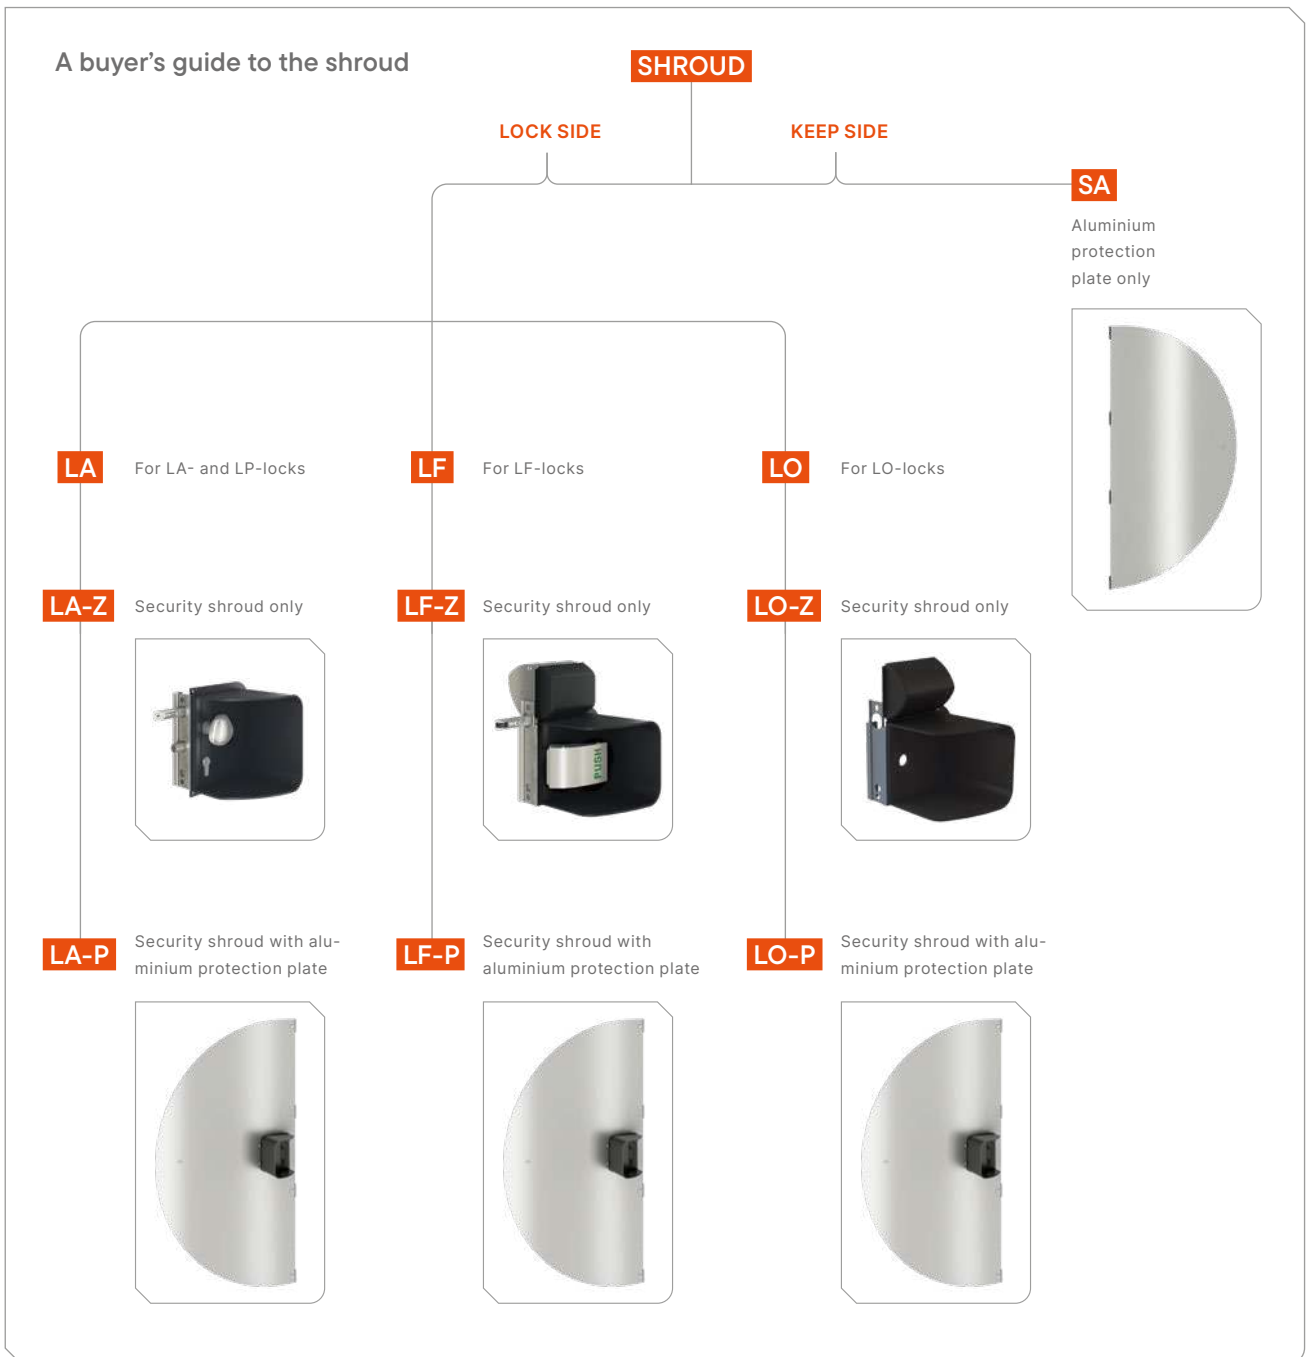 A buyer’s guide to the shroud
SHROUD
LOCK SIDE
KEEP SIDE
SA
Aluminium
protection
plate only
LA
For LA- and LP-locks
LF
For LF-locks
LO
For LO-locks
LA-Z
Security shroud only
LF-Z
Security shroud only
LO-Z
Security shroud only
PUSH
LA-P
Security shroud with alu-
minium protection plate
LF-P
Security shroud with
aluminium protection plate
LO-P
Security shroud with alu-
minium protection plate